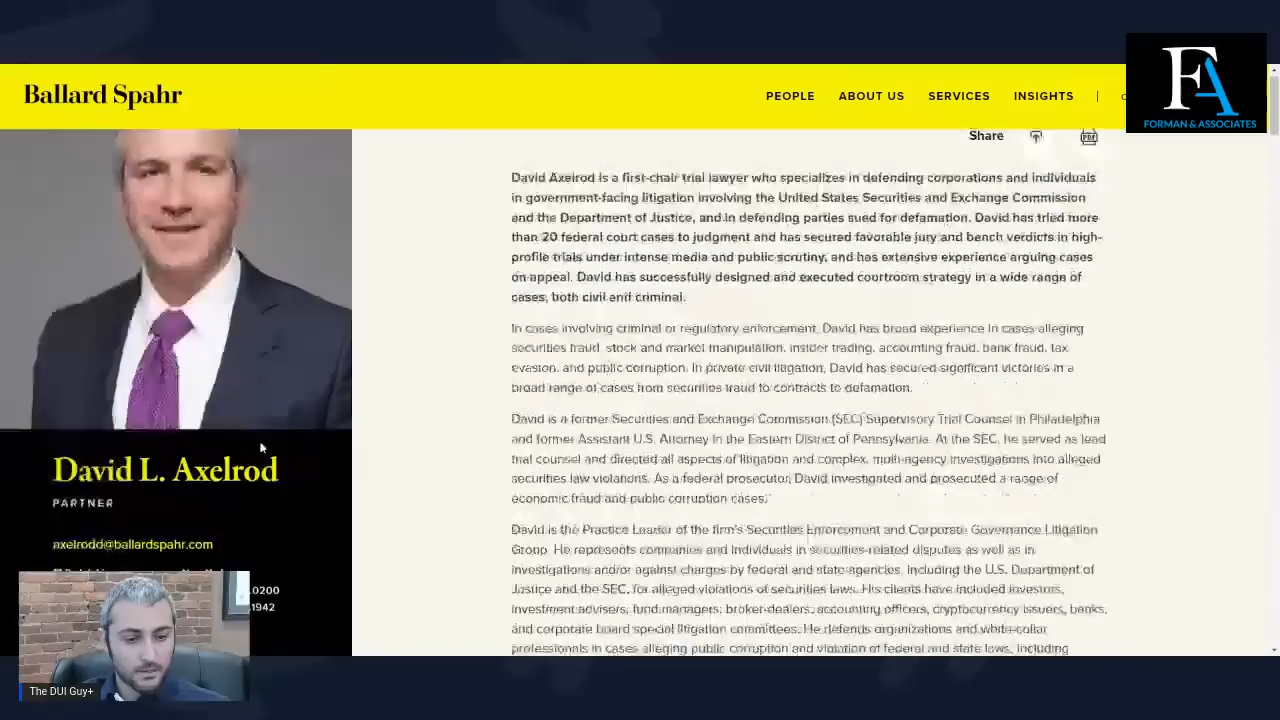 Ballard Spahr
PEOPLE ABOUT US SERVICES INSIGHTS |
FA
FORMAN & ASSOCIATES
Share
PDF
David Axelrod is a first-chair trial lawyer who specializes in defending corporations and individuals
in government-facing litigation involving the United States Securities and Exchange Commission
and the Department of Justice, and in defending parties sued for defamation. David has tried more
than 20 federal court cases to judgment and has secured favorable jury and bench verdicts in high-
profile trials under intense media and public scrutiny, and has extensive experience arguing cases
on appeal. David has successfully designed and executed courtroom strategy in a wide range of
cases, both civil and criminal.
In cases involving criminal or regulatory enforcement, David has broad experience in cases alleging
securities fraud, stock and market manipulation, insider trading, accounting fraud, bank fraud, tax
evasion, and public corruption. In private civil litigation, David has secured significant victories in a
broad range of cases from securities fraud to contracts to defamation.
David is a former Securities and Exchange Commission (SEC) Supervisory Trial Counsel in Philadelphia
and former Assistant U.S. Attorney in the Eastern District of Pennsylvania. At the SEC, he served as lead
trial counsel and directed all aspects of litigation and complex, multi-agency investigations into alleged
securities law violations. As a federal prosecutor, David investigated and prosecuted a range of
economic fraud and public corruption cases.
David is the Practice Leader of the firm's Securities Enforcement and Corporate Governance Litigation
Group. He represents companies and individuals in securities-related disputes as well as in
investigations and/or against charges by federal and state agencies, including the U.S. Department of
Justice and the SEC, for alleged violations of securities laws. His clients have included investors,
investment advisers, fund managers, broker-dealers, accounting officers, cryptocurrency issuers, banks,
and corporate board special litigation committees. He defends organizations and white-collar
professionals in cases alleging public corruption and violation of federal and state laws, including
David L. Axelrod
PARTNER
axelrodd@ballardspahr.com
.0200
1942
The DUI Guy+